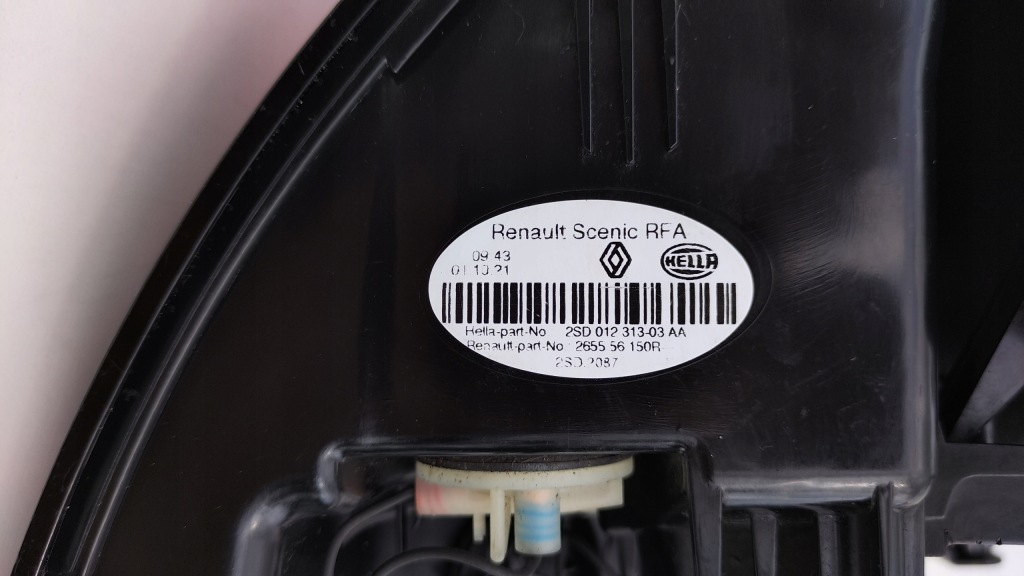 Renault Scenic RFA
09 43
01.10.21
HELLA
Hella-part-No 2SD 012 313-03 AA
Renault-part-No : 2655 56 150R
2SD.2087